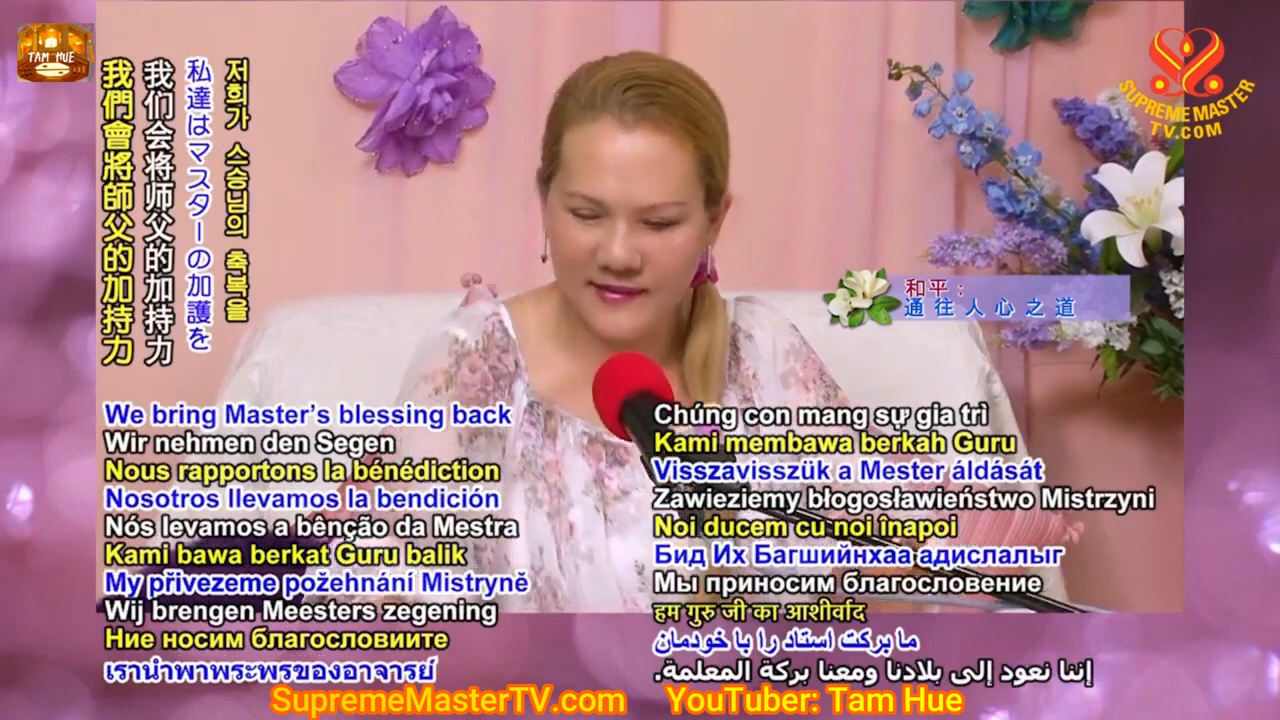 TAM HUE
SUPREME MASTER
TV.COM
저희가 스승님의 축복을
私達はマスターの加護を
我们会将师父的加持力
我們會將師父的加持力
和平：
通往人心之道
We bring Master's blessing back
Wir nehmen den Segen
Nous rapportons la bénédiction
Nosotros llevamos la bendición
Nós levamos a bênção da Mestra
Kami bawa berkat Guru balik
My přivezeme požehnání Mistryně
Wij brengen Meesters zegening
Ние носим благословиите
เรานำพาพระพรของอาจารย์
Chúng con mang sự gia trì
Kami membawa berkah Guru
Visszavisszük a Mester áldását
Zawieziemy błogosławieństwo Mistrzyni
Noi ducem cu noi înapoi
Бид Их Багшийнхаа адислалыг
Мы приносим благословение
हम गुरु जी का आशीर्वाद
ما بركت استاد را با خودمان
إننا نعود إلى بلادنا ومعنا بركة المعلمة.
SupremeMasterTV.com YouTuber: Tam Hue